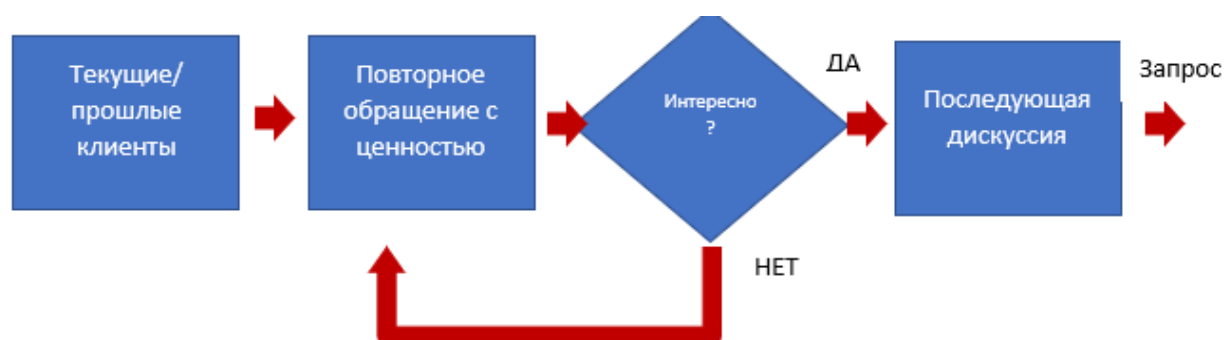 Текущие/
прошлые
клиенты
Повторное
обращение с
ценностью
Интересно
?
ДА
НЕТ
Последующая
дискуссия
Запрос